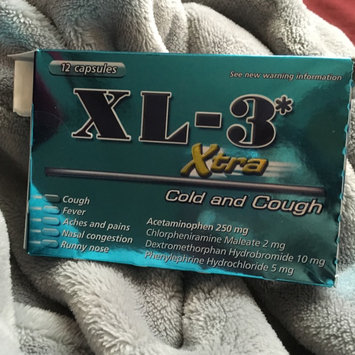 12 capsules
See new warning information
XL-3*
Xtra
Cold and Cough
Cough
Fever
Aches and pains
Nasal congestion
Runny nose
Acetaminophen 250 mg
Chlorpheniramine Maleate 2 mg
Dextromethorphan Hydrobromide 10 mg
Phenylephrine Hydrochloride 5 mg